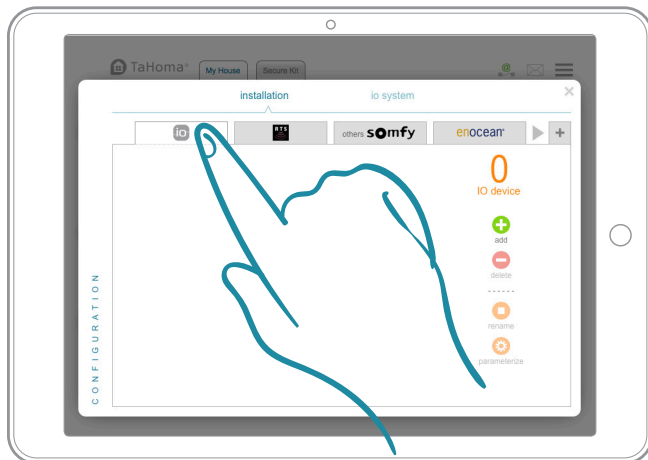 TaHoma®
My House
Secure Kit
@
installation
io system
io
RTS
others somfy
enocean®
0
IO device
add
delete
rename
parameterize
CONFIGURATION